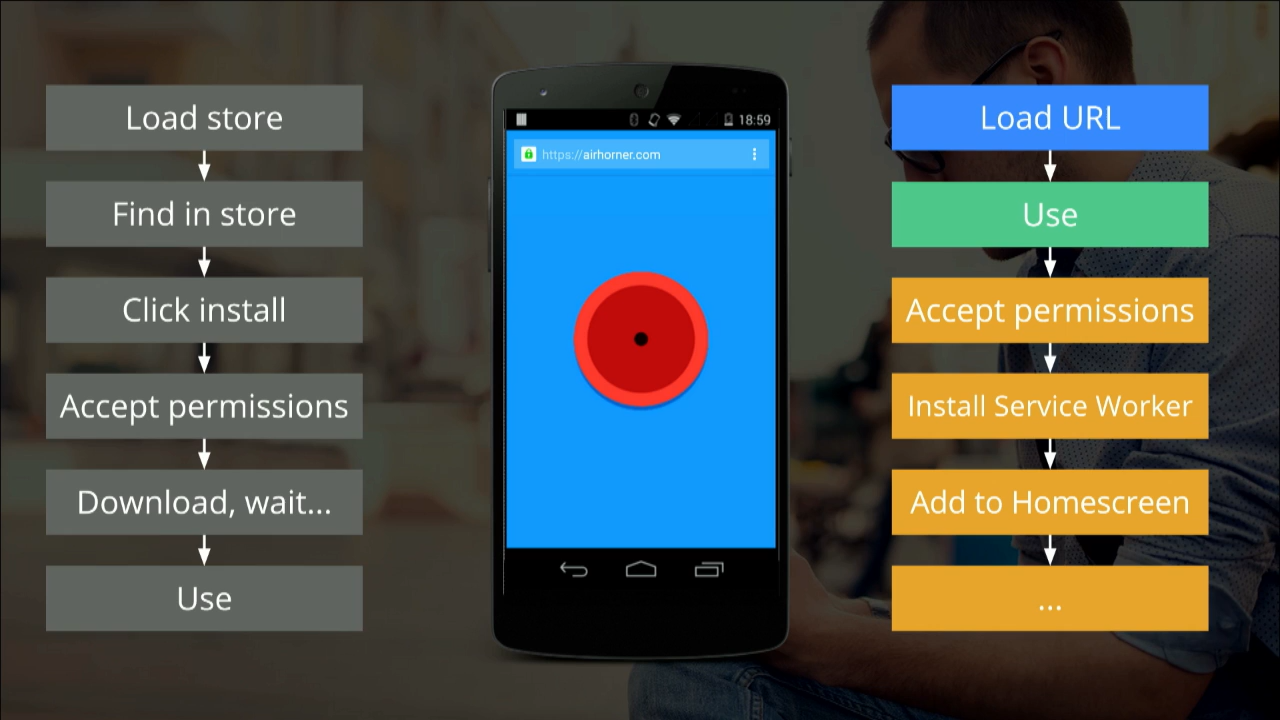 Load store
Find in store
Click install
Accept permissions
Download, wait...
Use
18:59
https://airhorner.com
Load URL
Use
Accept permissions
Install Service Worker
Add to Homescreen
...